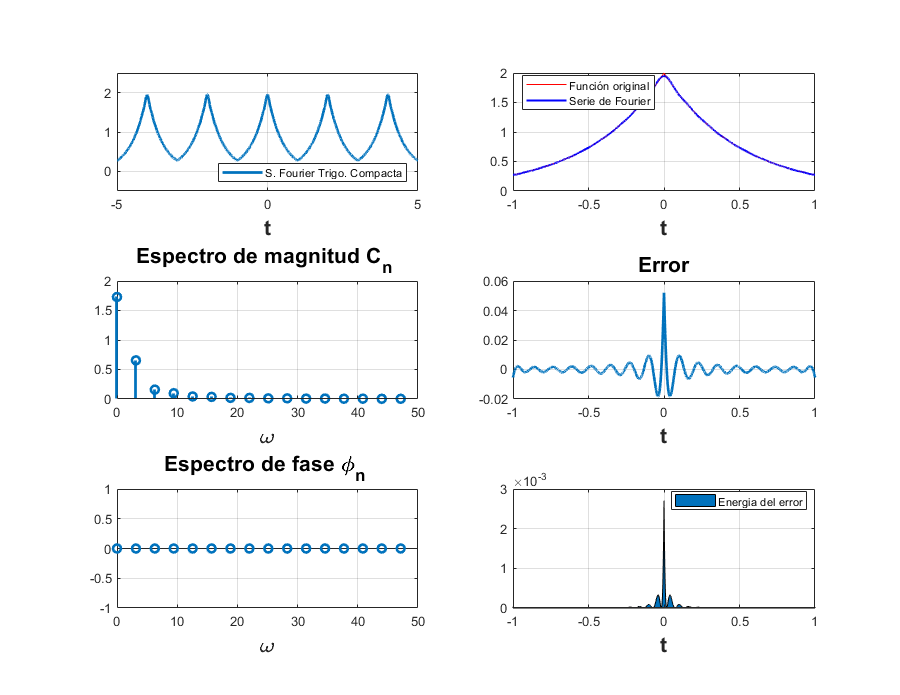 2
1
0
-5 0 5
t
S. Fourier Trigo. Compacta
2
1.5
1
0.5
0
-1 -0.5 0 0.5 1
t
Función original
Serie de Fourier
Espectro de magnitud Cn
2
1.5
1
0.5
0
0 10 20 30 40 50
ω
Error
0.06
0.04
0.02
0
-0.02
-1 -0.5 0 0.5 1
t
Espectro de fase ϕn
1
0.5
0
-0.5
-1
0 10 20 30 40 50
ω
×10-3
3
2
1
0
-1 -0.5 0 0.5 1
t
Energia del error